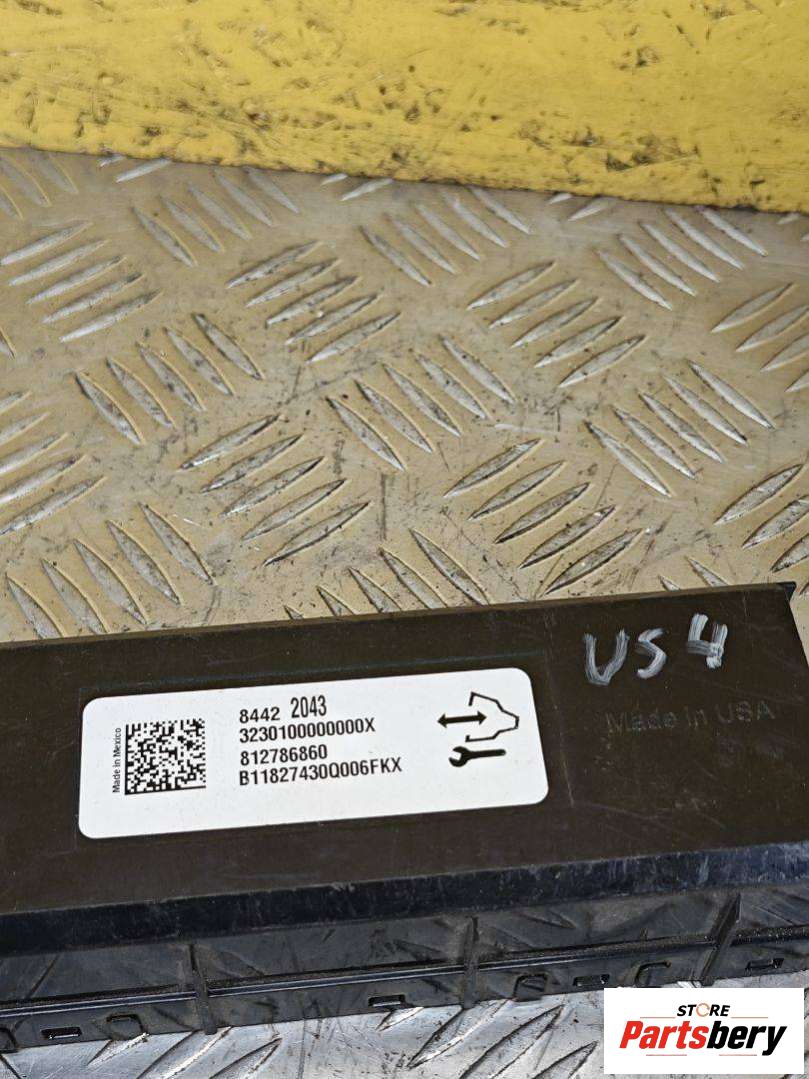 US4
Made in USA
Made in Mexico
8442 2043
3230100000000X
812786860
B11827430Q006FKX
STORE
Partsbery